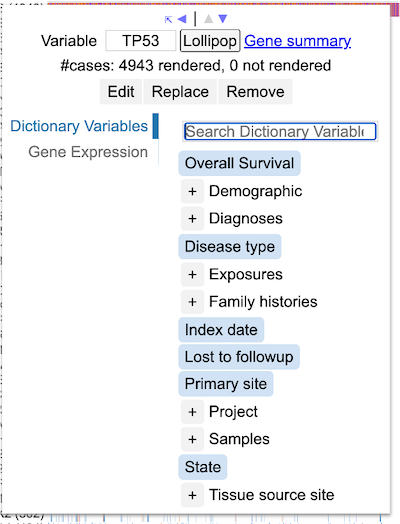 Variable TP53 Lollipop Gene summary
#cases: 4943 rendered, 0 not rendered
Edit Replace Remove
Dictionary Variables
Gene Expression
Search Dictionary Variable
Overall Survival
+ Demographic
+ Diagnoses
Disease type
+ Exposures
+ Family histories
Index date
Lost to followup
Primary site
+ Project
+ Samples
State
+ Tissue source site